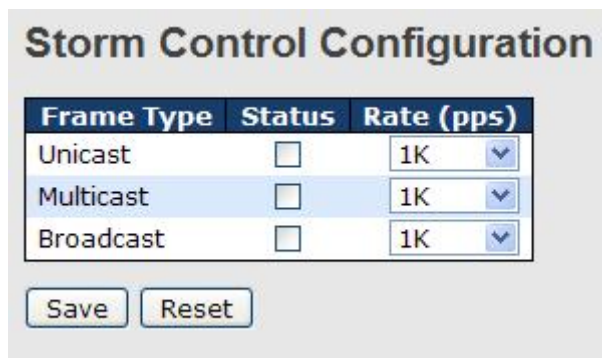 Storm Control Configuration
Frame Type Status Rate (pps)
Unicast 1K
Multicast 1K
Broadcast 1K
Save Reset